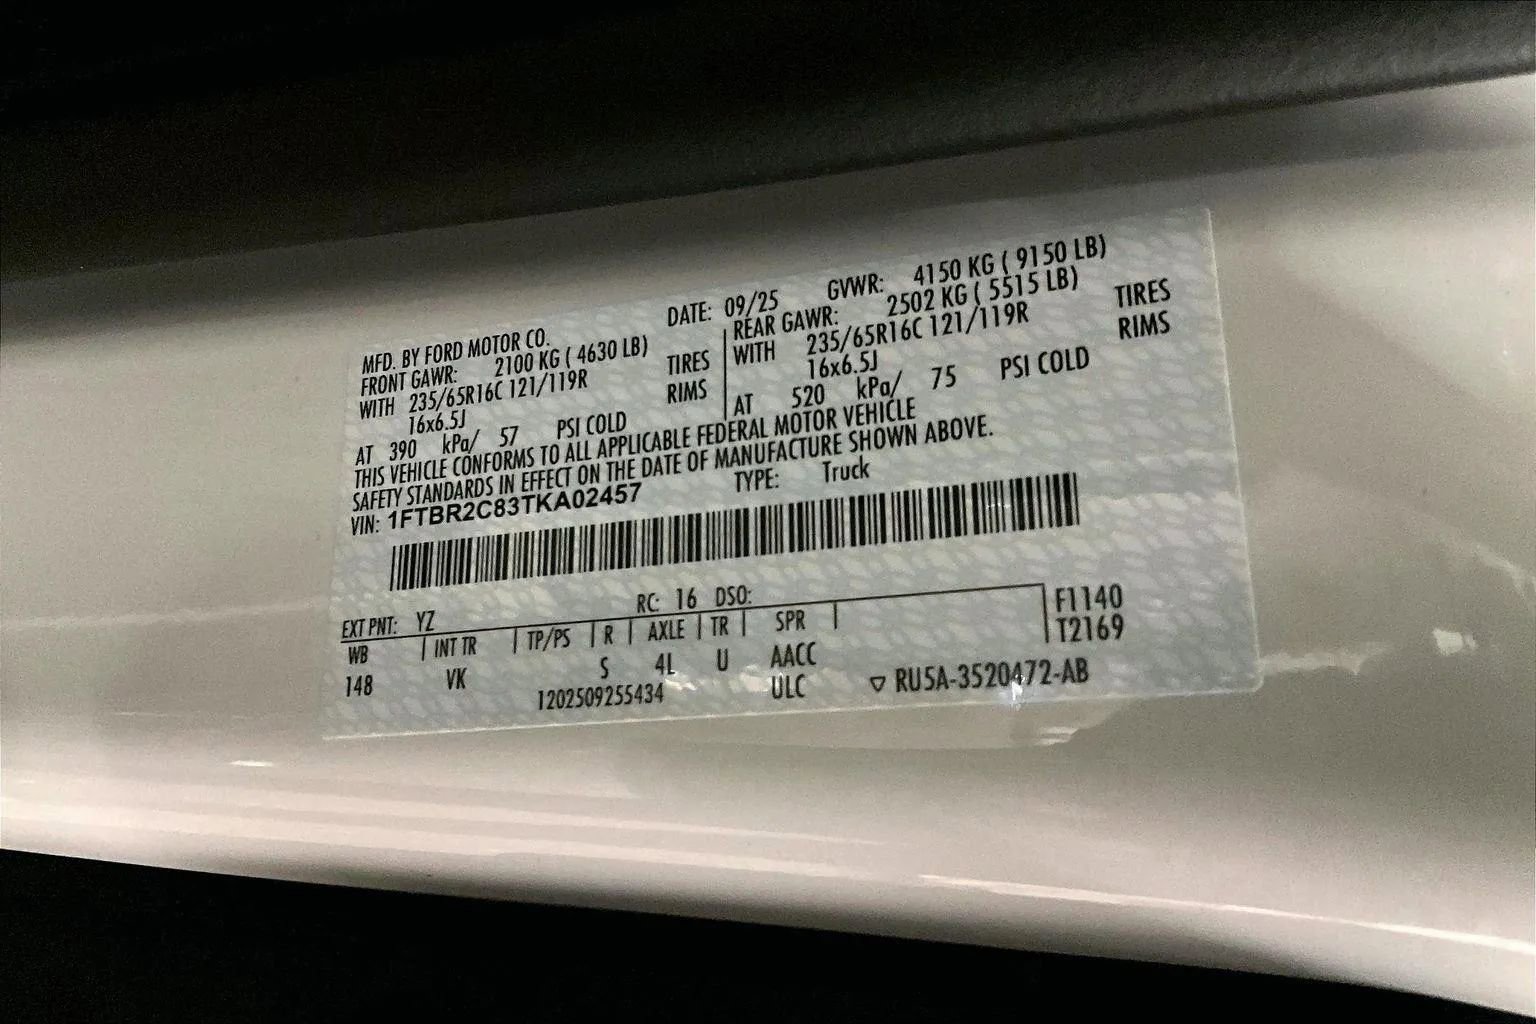 MFD. BY FORD MOTOR CO. DATE: 09/25 GVWR: 4150 KG ( 9150 LB)
FRONT GAWR: 2100 KG ( 4630 LB) REAR GAWR: 2502 KG ( 5515 LB)
WITH 235/65R16C 121/119R TIRES WITH 235/65R16C 121/119R TIRES
16x6.5J RIMS 16x6.5J RIMS
AT 390 kPa/ 57 PSI COLD AT 520 kPa/ 75 PSI COLD
THIS VEHICLE CONFORMS TO ALL APPLICABLE FEDERAL MOTOR VEHICLE
SAFETY STANDARDS IN EFFECT ON THE DATE OF MANUFACTURE SHOWN ABOVE.
VIN: 1FTBR2C83TKA02457 TYPE: Truck
EXT PNT: YZ RC: 16 DSO: F1140
WB INT TR TP/PS R AXLE TR SPR T2169
148 VK S 4L U AACC
1202509255434 ULC ▽ RU5A-3520472-AB